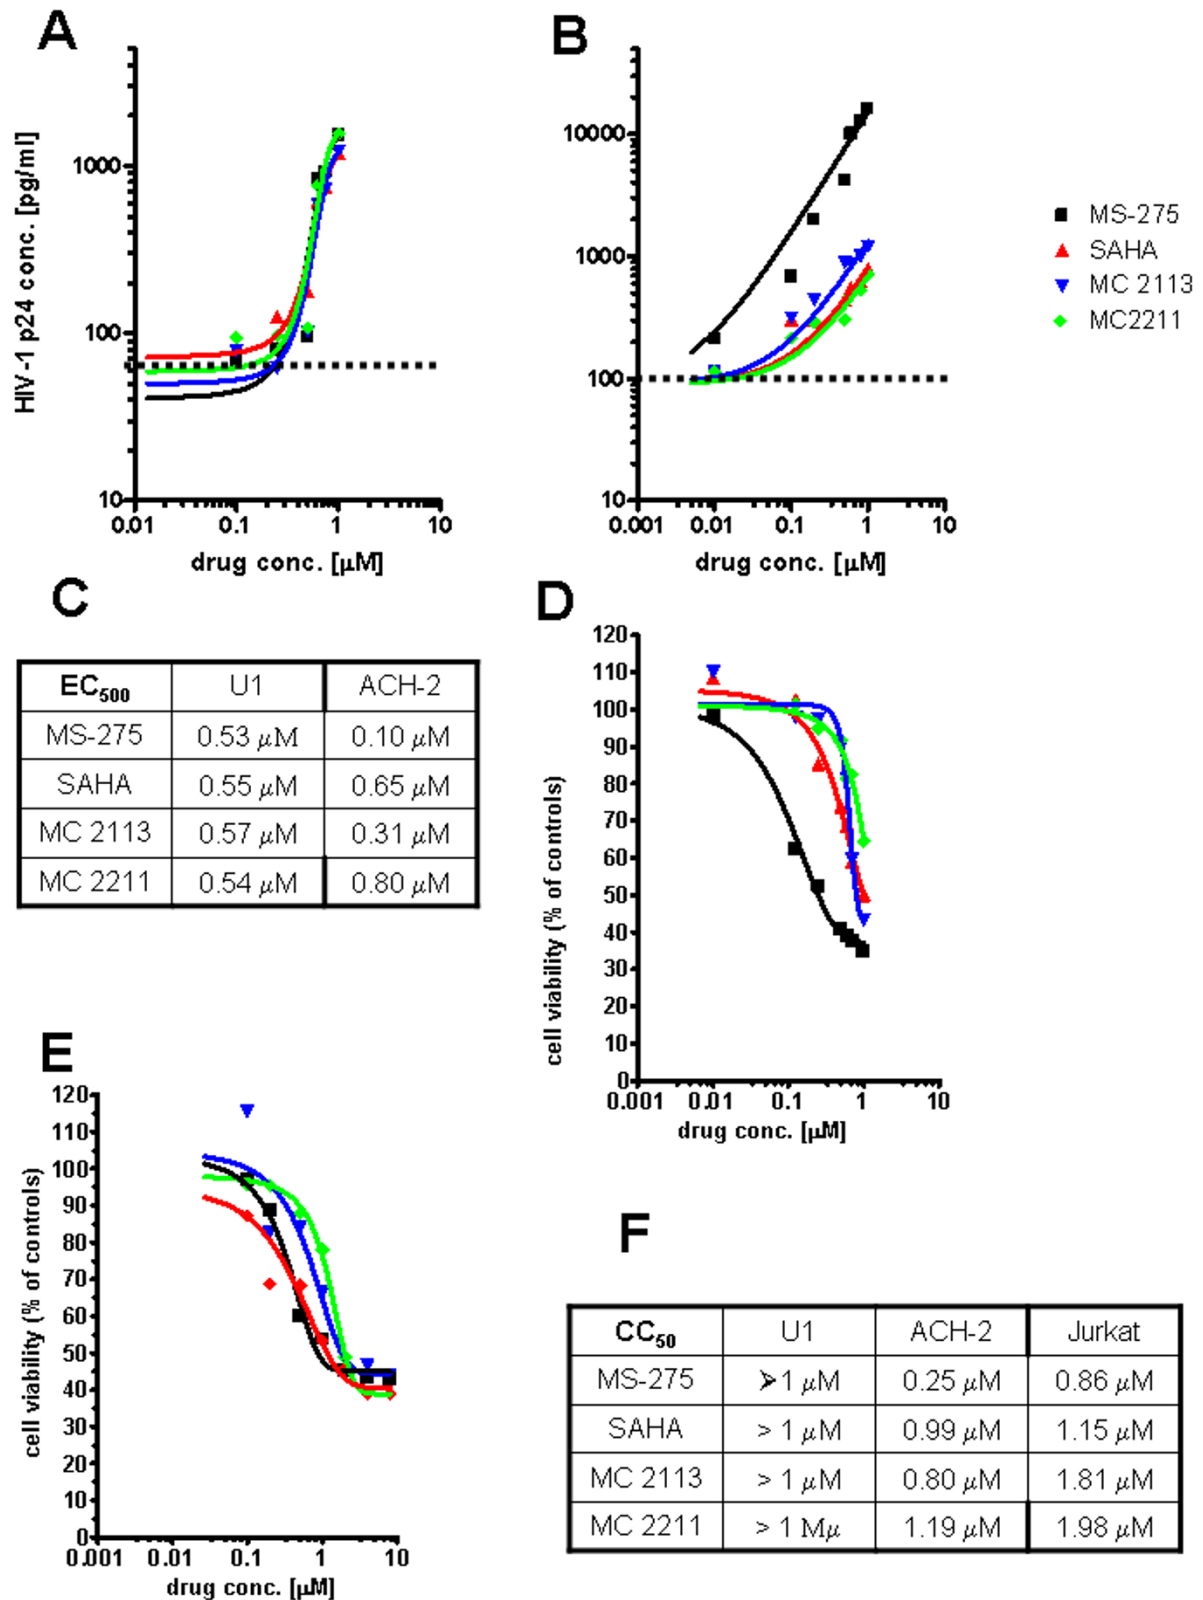 A
B
HIV-1 p24 conc. [pg/ml]
1000
100
10
0.01 0.1 1 10
drug conc. [μM]
10000
1000
100
10
0.001 0.01 0.1 1 10
drug conc. [μM]
MS-275
SAHA
MC 2113
MC2211
C
EC500 U1 ACH-2
MS-275 0.53 μM 0.10 μM
SAHA 0.55 μM 0.65 μM
MC 2113 0.57 μM 0.31 μM
MC 2211 0.54 μM 0.80 μM
D
cell viability (% of controls)
120
110
100
90
80
70
60
50
40
30
20
10
0
0.001 0.01 0.1 1 10
drug conc. [μM]
E
cell viability (% of controls)
120
110
100
90
80
70
60
50
40
30
20
10
0
0.001 0.01 0.1 1 10
drug conc. [μM]
F
CC50 U1 ACH-2 Jurkat
MS-275 > 1 μM 0.25 μM 0.86 μM
SAHA > 1 μM 0.99 μM 1.15 μM
MC 2113 > 1 μM 0.80 μM 1.81 μM
MC 2211 > 1 Mμ 1.19 μM 1.98 μM